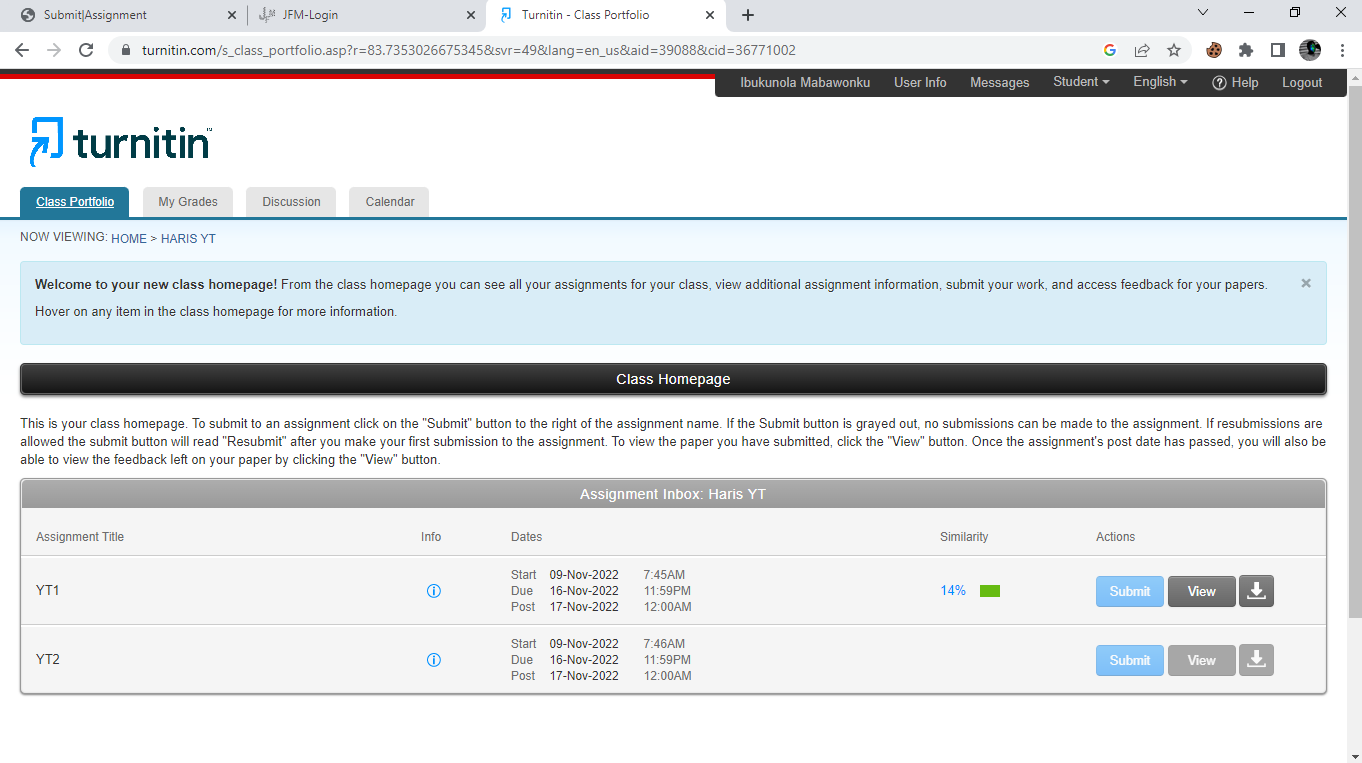 Submit|Assignment
JFM-Login
Turnitin - Class Portfolio
turnitin.com/s_class_portfolio.asp?r=83.7353026675345&svr=49&lang=en_us&aid=39088&cid=36771002
Ibukunola Mabawonku User Info Messages Student English Help Logout
turnitin
Class Portfolio My Grades Discussion Calendar
NOW VIEWING: HOME > HARIS YT
Welcome to your new class homepage! From the class homepage you can see all your assignments for your class, view additional assignment information, submit your work, and access feedback for your papers.
Hover on any item in the class homepage for more information.
Class Homepage
This is your class homepage. To submit to an assignment click on the "Submit" button to the right of the assignment name. If the Submit button is grayed out, no submissions can be made to the assignment. If resubmissions are
allowed the submit button will read "Resubmit" after you make your first submission to the assignment. To view the paper you have submitted, click the "View" button. Once the assignment's post date has passed, you will also be
able to view the feedback left on your paper by clicking the "View" button.
Assignment Inbox: Haris YT
Assignment Title Info Dates Similarity Actions
Start 09-Nov-2022 7:45AM
YT1 Due 16-Nov-2022 11:59PM 14% Submit View
Post 17-Nov-2022 12:00AM
Start 09-Nov-2022 7:46AM
YT2 Due 16-Nov-2022 11:59PM Submit View
Post 17-Nov-2022 12:00AM